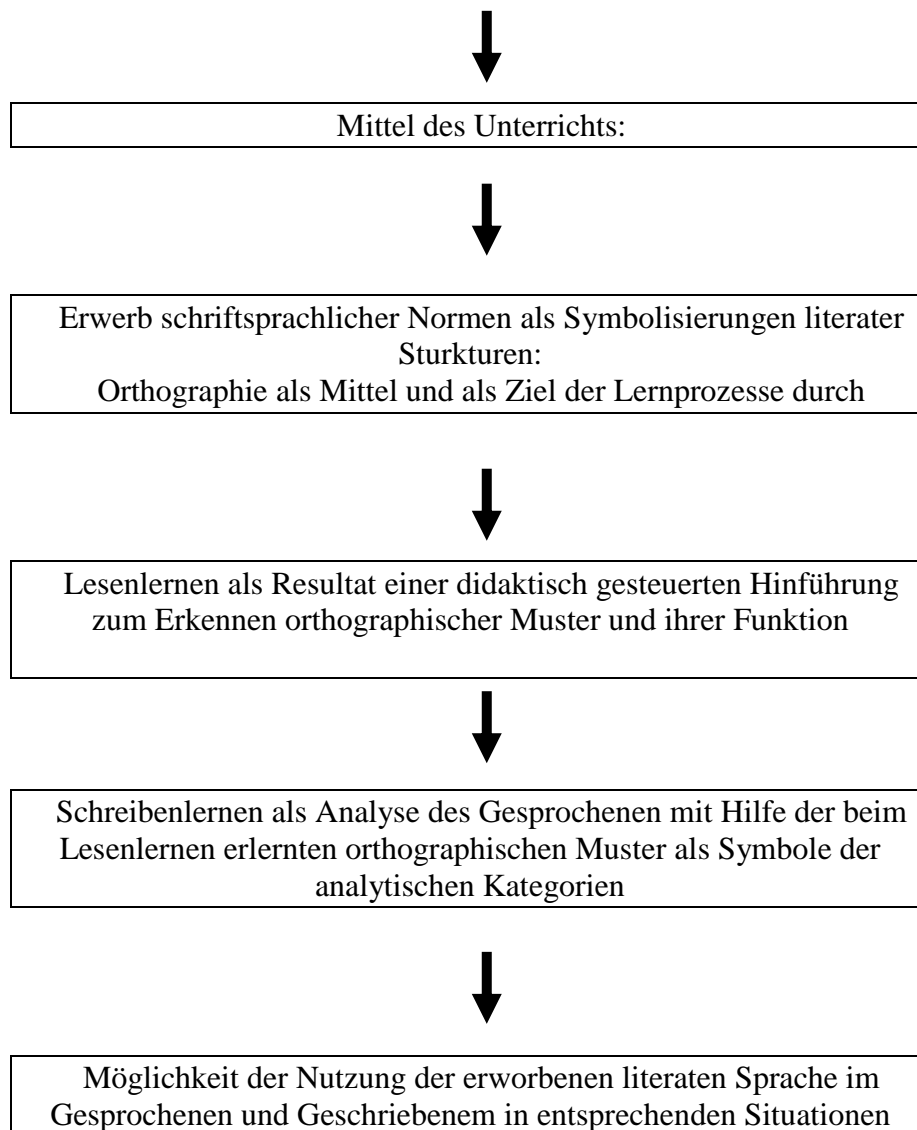 Mittel des Unterrichts:
Erwerb schriftsprachlicher Normen als Symbolisierungen literater
Sturkturen:
Orthographie als Mittel und als Ziel der Lernprozesse durch
Lesenlernen als Resultat einer didaktisch gesteuerten Hinführung
zum Erkennen orthographischer Muster und ihrer Funktion
Schreibenlernen als Analyse des Gesprochenen mit Hilfe der beim
Lesenlernen erlernten orthographischen Muster als Symbole der
analytischen Kategorien
Möglichkeit der Nutzung der erworbenen literaten Sprache im
Gesprochenen und Geschriebenem in entsprechenden Situationen